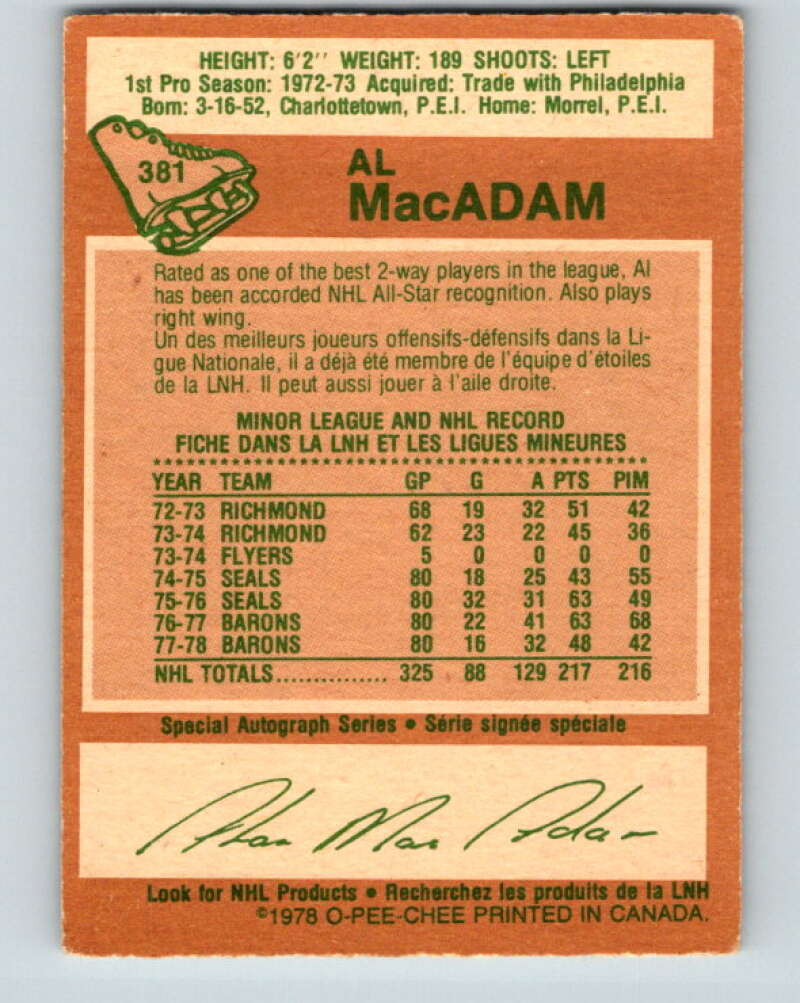 HEIGHT: 6'2'' WEIGHT: 189 SHOOTS: LEFT
1st Pro Season: 1972-73 Acquired: Trade with Philadelphia
Born: 3-16-52, Charlottetown, P.E.I. Home: Morrel, P.E.I.
381
AL
MacADAM
Rated as one of the best 2-way players in the league, Al
has been accorded NHL All-Star recognition. Also plays
right wing.
Un des meilleurs joueurs offensifs-défensifs dans la Li-
gue Nationale, il a déjà été membre de l'équipe d'étoiles
de la LNH. Il peut aussi jouer à l'aile droite.
MINOR LEAGUE AND NHL RECORD
FICHE DANS LA LNH ET LES LIGUES MINEURES
YEAR TEAM GP G A PTS PIM
72-73 RICHMOND 68 19 32 51 42
73-74 RICHMOND 62 23 22 45 36
73-74 FLYERS 5 0 0 0 0
74-75 SEALS 80 18 25 43 55
75-76 SEALS 80 32 31 63 49
76-77 BARONS 80 22 41 63 68
77-78 BARONS 80 16 32 48 42
NHL TOTALS............... 325 88 129 217 216
Special Autograph Series • Série signée spéciale
Alan Mac Adam
Look for NHL Products • Recherchez les produits de la LNH
©1978 O-PEE-CHEE PRINTED IN CANADA.